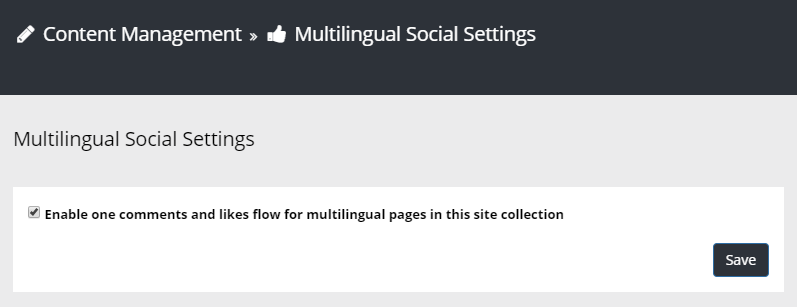 Content Management » Multilingual Social Settings
Multilingual Social Settings
Enable one comments and likes flow for multilingual pages in this site collection
Save